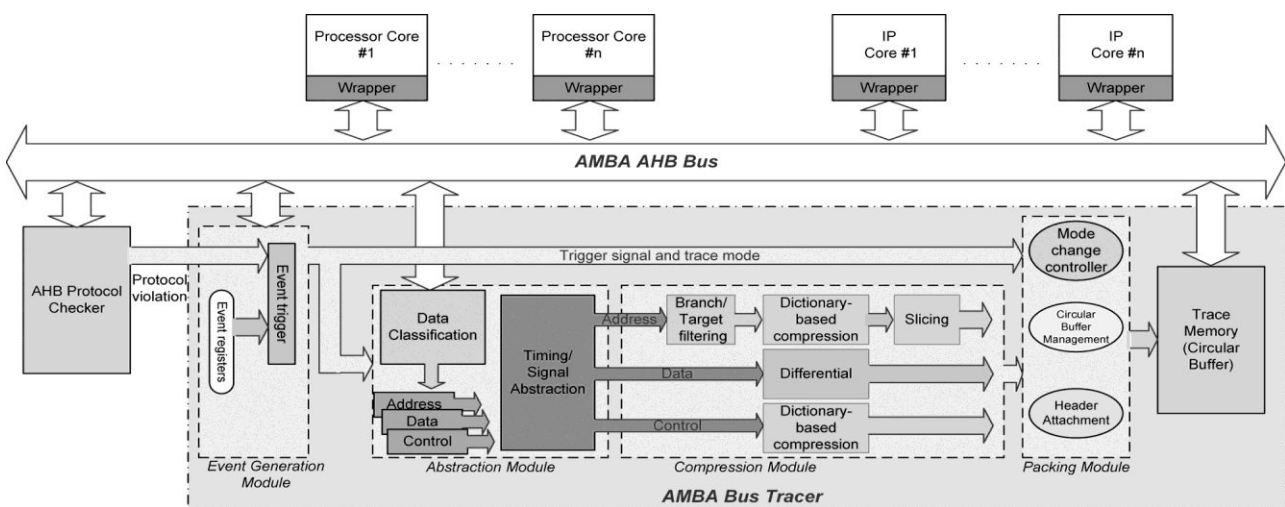 Processor Core
#1
Wrapper
Processor Core
#n
Wrapper
IP
Core #1
Wrapper
IP
Core #n
Wrapper
. . . . . . .
. . . . . . .
AMBA AHB Bus
AHB Protocol
Checker
Protocol
violation
Event registers
Event trigger
Event Generation
Module
Trigger signal and trace mode
Data
Classification
Address
Data
Control
Timing/
Signal
Abstraction
Abstraction Module
Address
Branch/
Target
filtering
Dictionary-
based
compression
Slicing
Data
Differential
Control
Dictionary-
based
compression
Compression Module
Mode
change
controller
Circular
Buffer
Management
Header
Attachment
Packing Module
Trace
Memory
(Circular
Buffer)
AMBA Bus Tracer